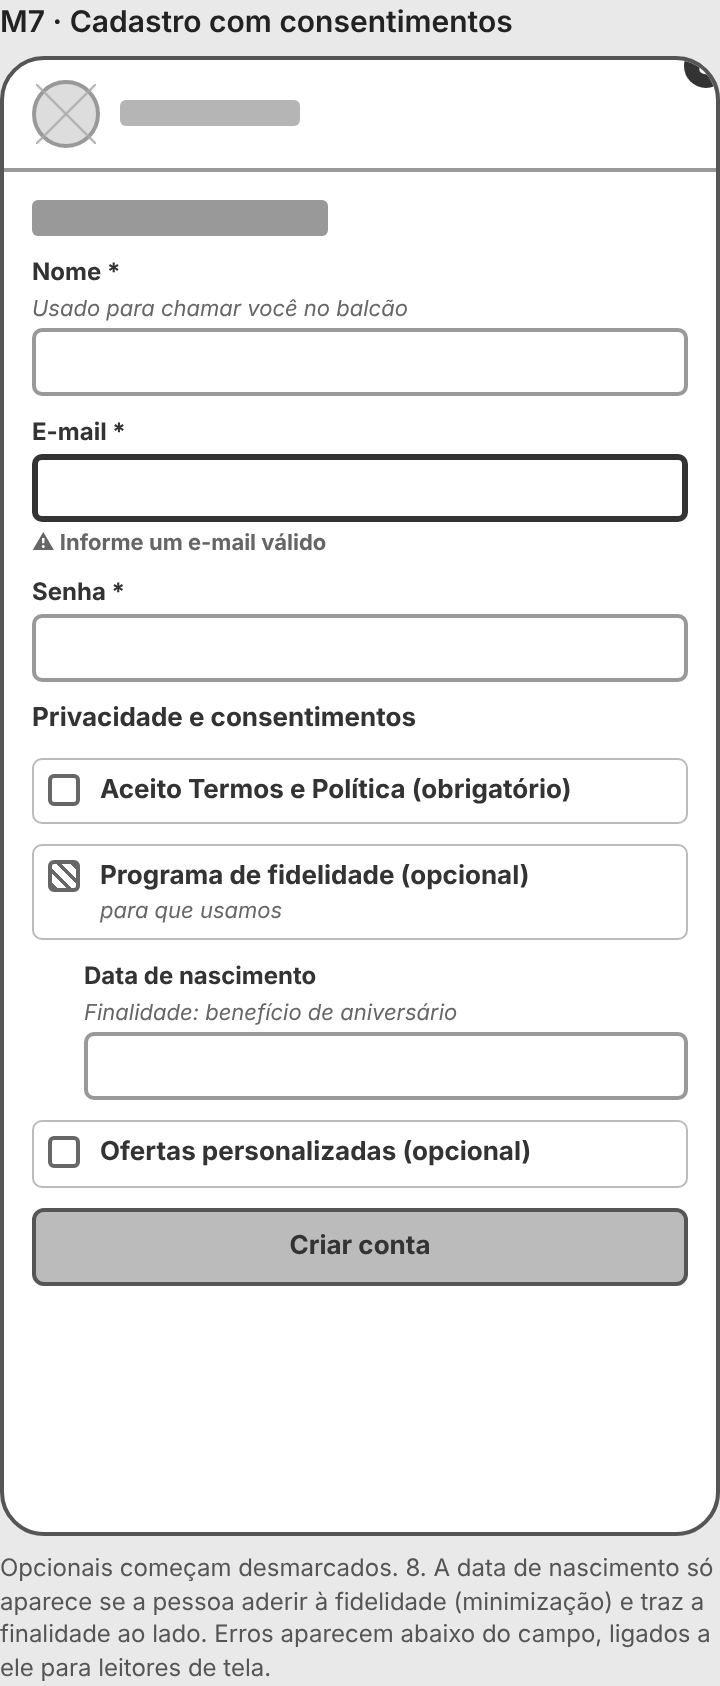 M7 · Cadastro com consentimentos
Nome *
Usado para chamar você no balcão
E-mail *
⚠ Informe um e-mail válido
Senha *
Privacidade e consentimentos
Aceito Termos e Política (obrigatório)
Programa de fidelidade (opcional)
para que usamos
Data de nascimento
Finalidade: benefício de aniversário
Ofertas personalizadas (opcional)
Criar conta
Opcionais começam desmarcados. 8. A data de nascimento só
aparece se a pessoa aderir à fidelidade (minimização) e traz a
finalidade ao lado. Erros aparecem abaixo do campo, ligados a
ele para leitores de tela.